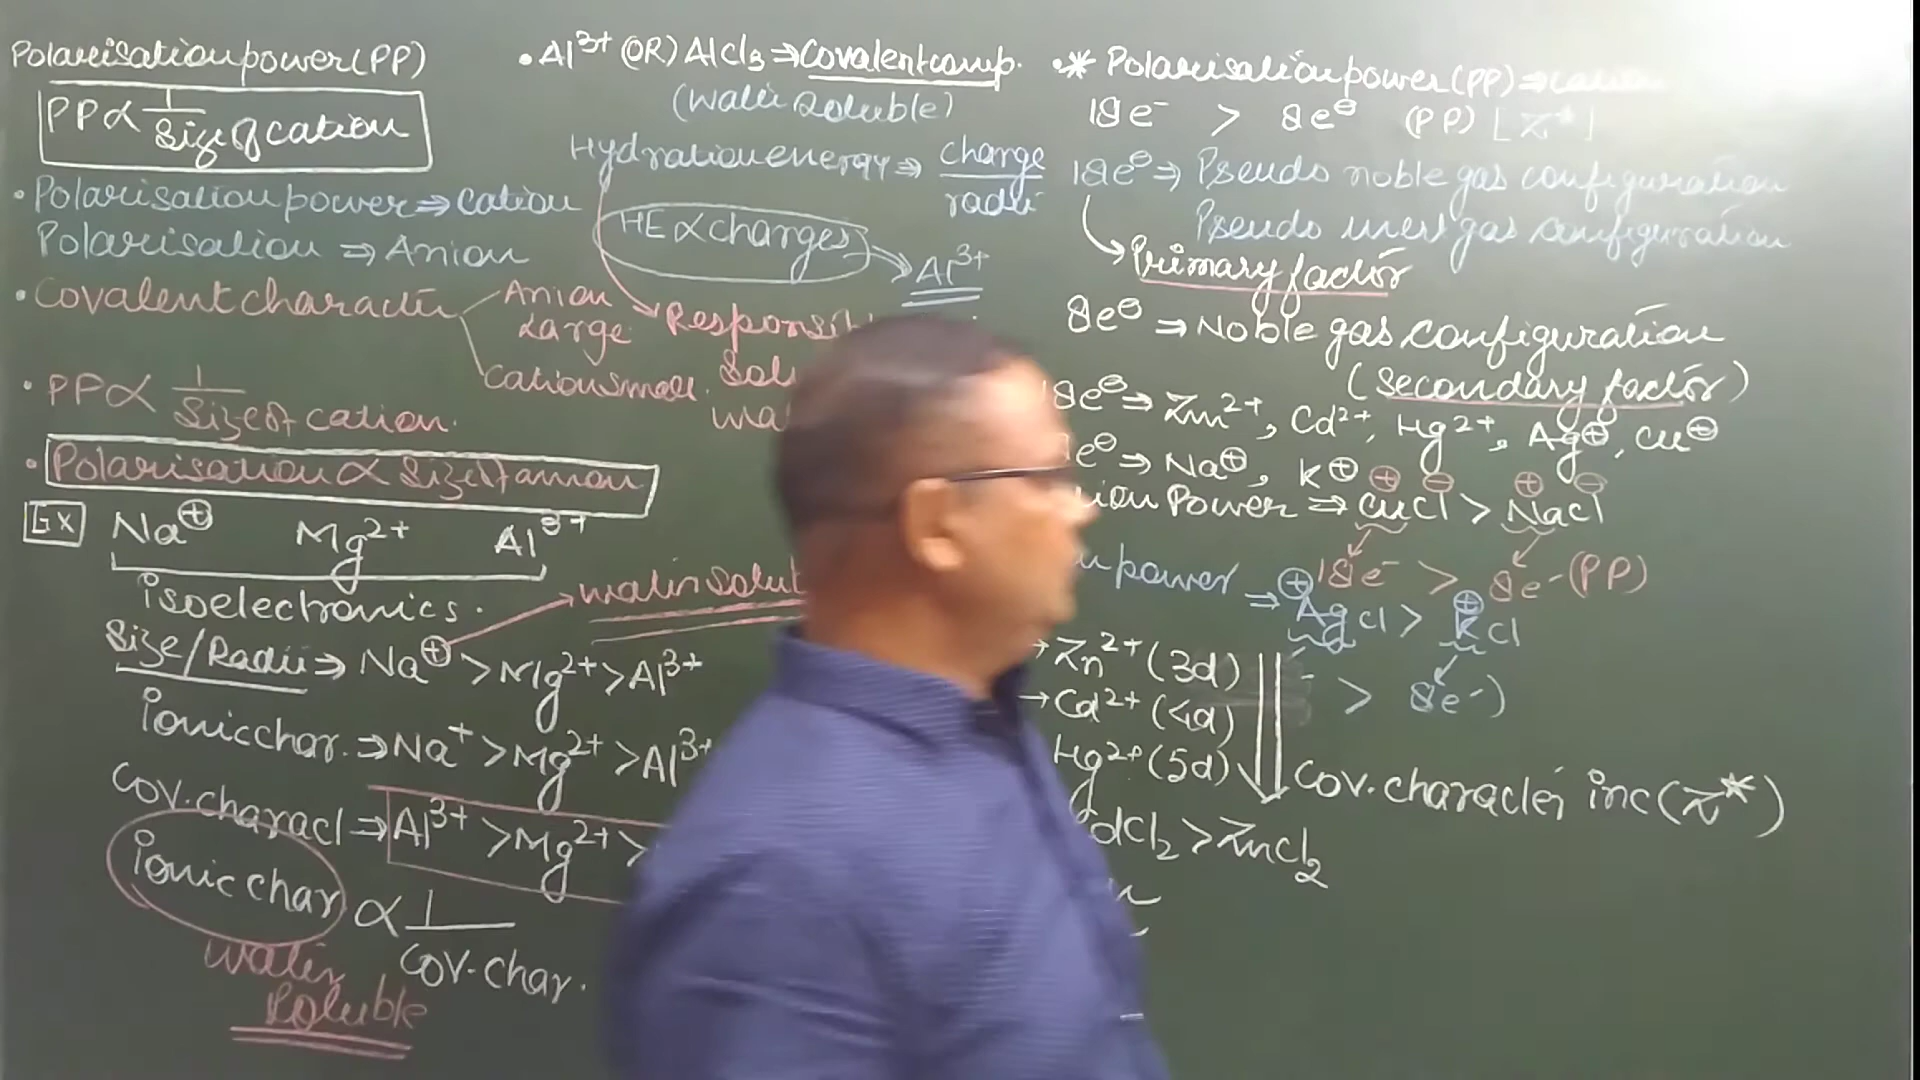 Polarisation power (PP)
PP ∝ 1/Size of cation
• Polarisation power ⇒ cation
Polarisation ⇒ Anion
• Covalent character
Anion Large
Cation small
• PP ∝ 1/Size of cation.
• Polarisation ∝ Size of anion
Ex Na⊕ Mg²⁺ Al³⁺
isoelectronics.
Size/Radii ⇒ Na⊕ > Mg²⁺ > Al³⁺
ionic char. ⇒ Na⁺ > Mg²⁺ > Al³⁺
Cov. charact ⇒ Al³⁺ > Mg²⁺ >
ionic char ∝ 1/Cov. char.
Water
Soluble
• Al³⁺ (OR) AlCl₃ ⇒ Covalent comp.
(Water Soluble)
Hydration energy ⇒ charge/radii
HE ∝ charges
Al³⁺
•* Polarisation power (PP) ⇒ cation
18e⁻ > 8e⊖ (PP) [Z*]
18e⊖ ⇒ Pseudo noble gas configuration
Pseudo inert gas configuration
Primary factor
8e⊖ ⇒ Noble gas configuration
(Secondary factor)
18e⊖ ⇒ Zn²⁺, Cd²⁺, Hg²⁺, Ag⊕, Cu⊕
e⊖ ⇒ Na⊕, K⊕
Power ⇒ CuCl > NaCl
⊕ ⊖ ⊕ ⊖
18e⁻ > 8e⁻ (PP)
power ⇒ AgCl > KCl
⊕ ⊕
> 8e⁻)
→ Zn²⁺ (3d)
→ Cd²⁺ (4d)
Hg²⁺ (5d)
Cov. character inc (Z*)
dCl₂ > ZnCl₂